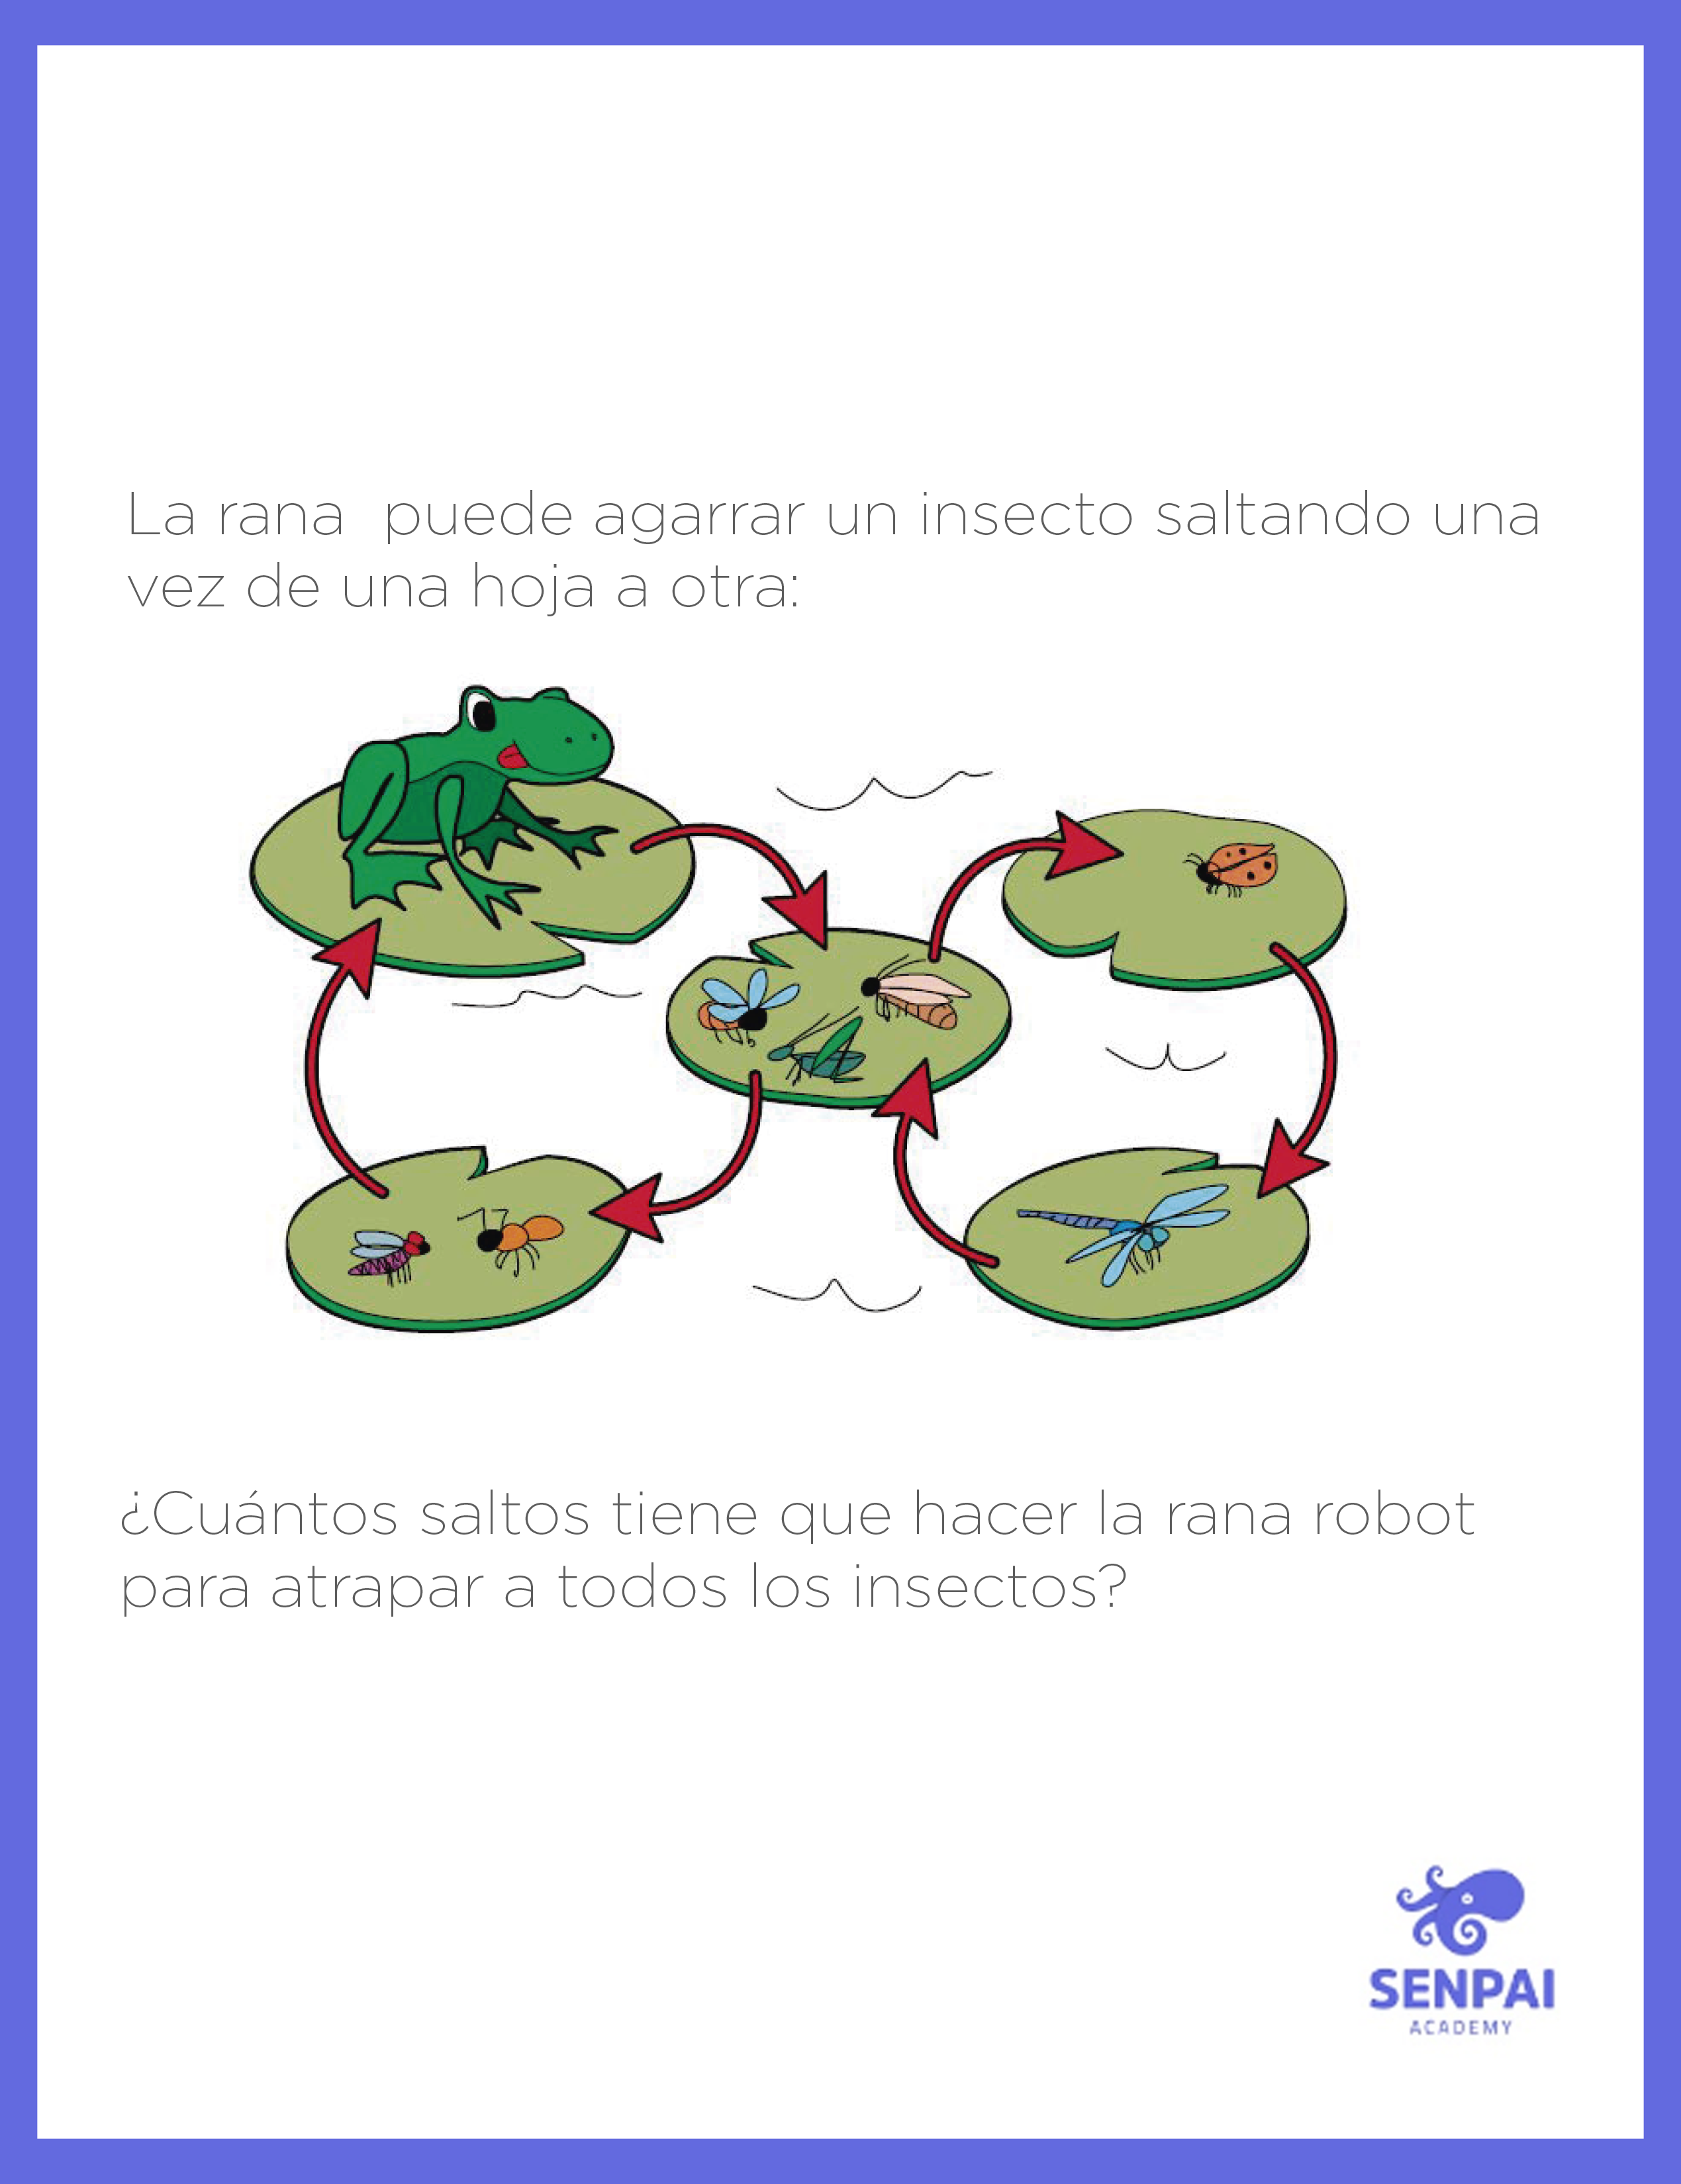 La rana puede agarrar un insecto saltando una
vez de una hoja a otra:
¿Cuántos saltos tiene que hacer la rana robot
para atrapar a todos los insectos?
SENPAI
ACADEMY